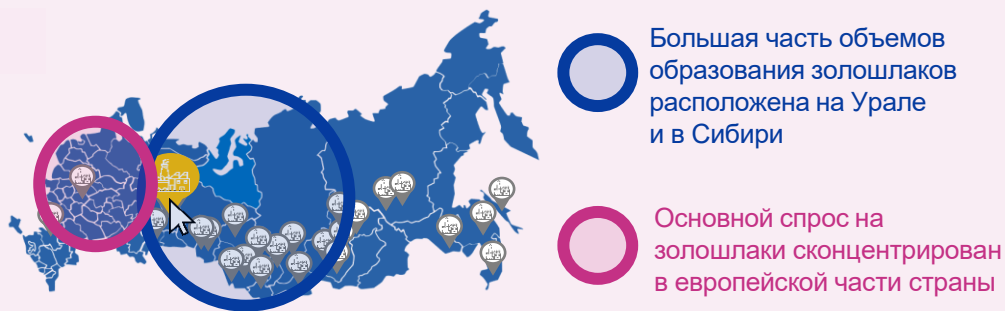 Большая часть объемов
образования золошлаков
расположена на Урале
и в Сибири
Основной спрос на
золошлаки сконцентрирован
в европейской части страны